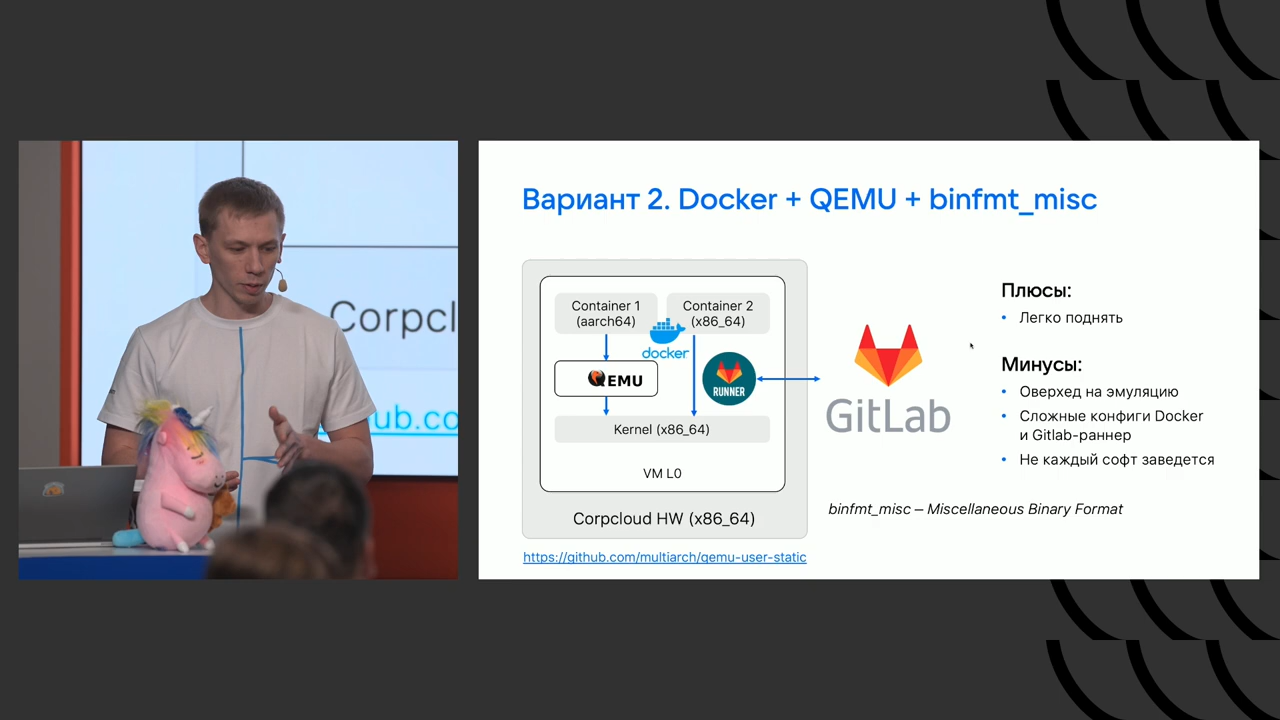 Corpcl
ub.co
Вариант 2. Docker + QEMU + binfmt_misc
Container 1
(aarch64)
Container 2
(x86_64)
docker
QEMU
RUNNER
Kernel (x86_64)
VM L0
Corpcloud HW (x86_64)
https://github.com/multiarch/qemu-user-static
GitLab
Плюсы:
• Легко поднять
Минусы:
• Оверхед на эмуляцию
• Сложные конфиги Docker
и Gitlab-раннер
• Не каждый софт заведется
binfmt_misc — Miscellaneous Binary Format